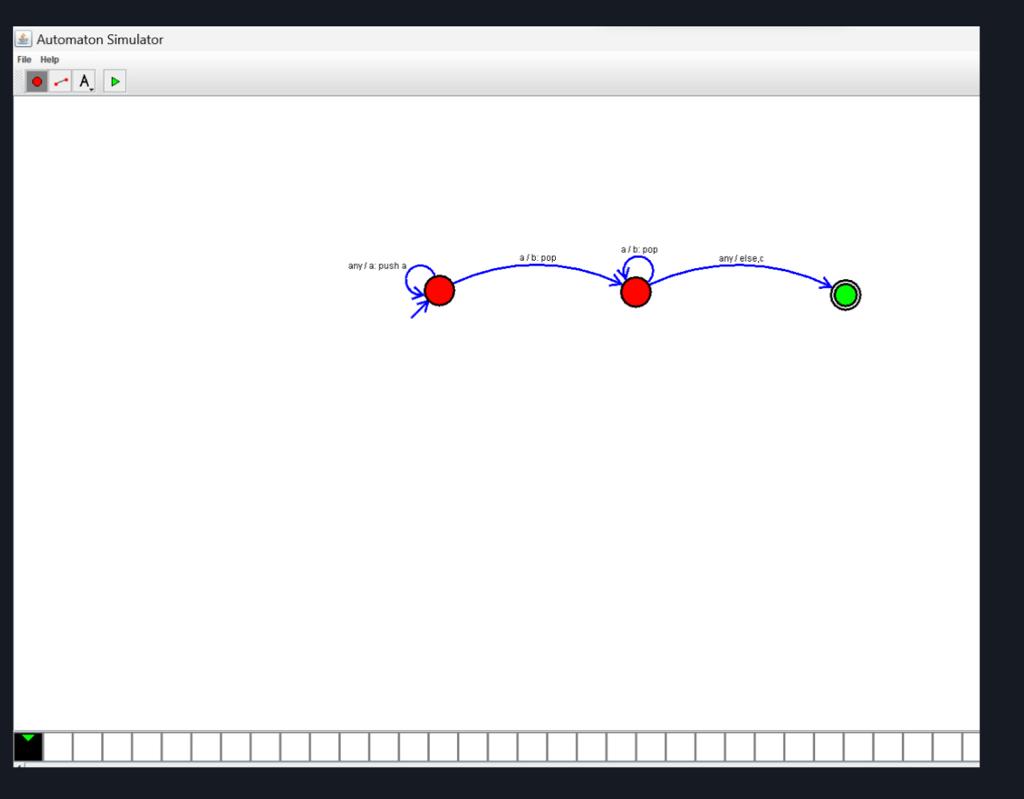 Automaton Simulator
File Help
A
a / b: pop
any / a: push a
a / b: pop
any / else,c